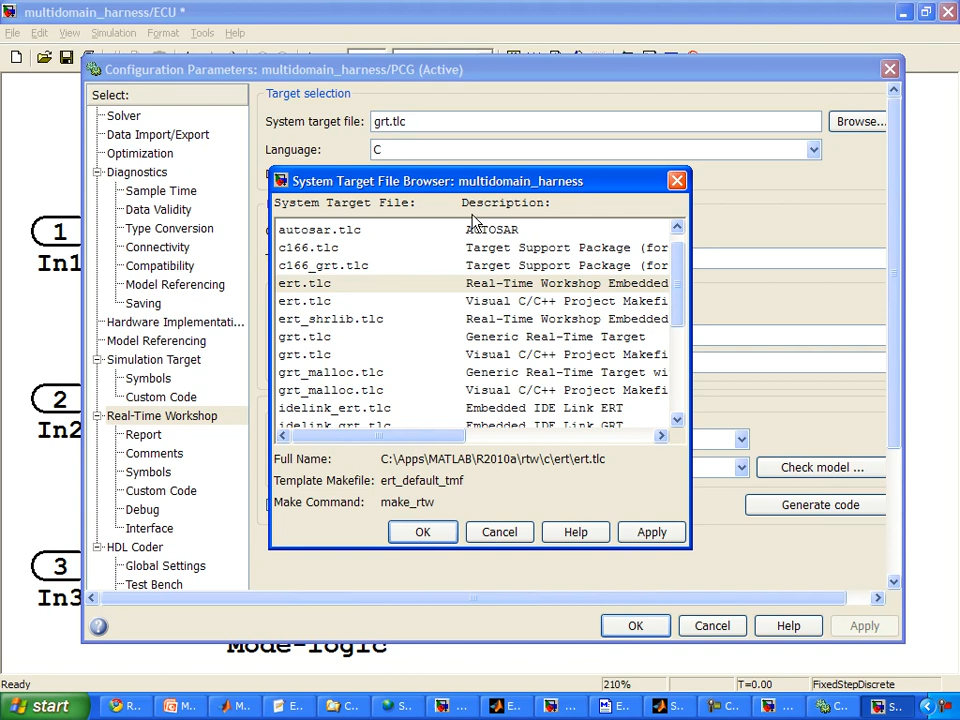 multidomain_harness/ECU *
File Edit View Simulation Format Tools Help
Configuration Parameters: multidomain_harness/PCG (Active)
Select:
Solver
Data Import/Export
Optimization
Diagnostics
Sample Time
Data Validity
Type Conversion
Connectivity
Compatibility
Model Referencing
Saving
Hardware Implementati...
Model Referencing
Simulation Target
Symbols
Custom Code
Real-Time Workshop
Report
Comments
Symbols
Custom Code
Debug
Interface
HDL Coder
Global Settings
Test Bench
Target selection
System target file: grt.tlc Browse...
Language: C
System Target File Browser: multidomain_harness
System Target File: Description:
autosar.tlc AUTOSAR
c166.tlc Target Support Package (for
c166_grt.tlc Target Support Package (for
ert.tlc Real-Time Workshop Embedded
ert.tlc Visual C/C++ Project Makefi
ert_shrlib.tlc Real-Time Workshop Embedded
grt.tlc Generic Real-Time Target
grt.tlc Visual C/C++ Project Makefi
grt_malloc.tlc Generic Real-Time Target wi
grt_malloc.tlc Visual C/C++ Project Makefi
idelink_ert.tlc Embedded IDE Link ERT
idelink_grt.tlc Embedded IDE Link GRT
Full Name: C:\Apps\MATLAB\R2010a\rtw\c\ert\ert.tlc
Template Makefile: ert_default_tmf
Make Command: make_rtw
OK Cancel Help Apply
Check model ...
Generate code
OK Cancel Help Apply
1
In1
2
In2
3
In3
Mode-logic
Ready 210% T=0.00 FixedStepDiscrete
start R... M... M... E... C... S... ... E... ... E... S... C... ... C... S...